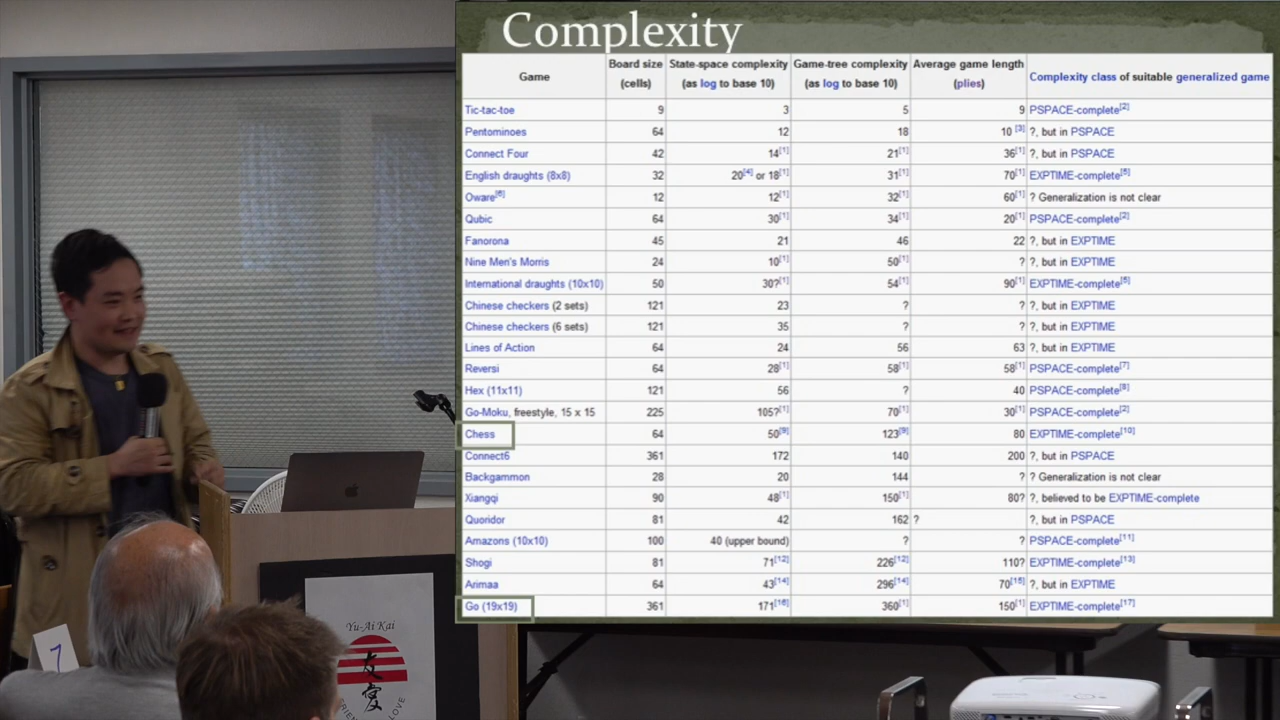 Complexity
Game Board size (cells) State-space complexity (as log to base 10) Game-tree complexity (as log to base 10) Average game length (plies) Complexity class of suitable generalized game
Tic-tac-toe 9 3 5 9 PSPACE-complete[2]
Pentominoes 64 12 18 10 [3] ?, but in PSPACE
Connect Four 42 14[1] 21[1] 36[1] ?, but in PSPACE
English draughts (8x8) 32 20[4] or 18[1] 31[1] 70[1] EXPTIME-complete[5]
Oware[6] 12 12[1] 32[1] 60[1] ? Generalization is not clear
Qubic 64 30[1] 34[1] 20[1] PSPACE-complete[2]
Fanorona 45 21 46 22 ?, but in EXPTIME
Nine Men's Morris 24 10[1] 50[1] ? ?, but in EXPTIME
International draughts (10x10) 50 30?[1] 54[1] 90[1] EXPTIME-complete[5]
Chinese checkers (2 sets) 121 23 ? ? ?, but in EXPTIME
Chinese checkers (6 sets) 121 35 ? ? ?, but in EXPTIME
Lines of Action 64 24 56 63 ?, but in EXPTIME
Reversi 64 28[1] 58[1] 58[1] PSPACE-complete[7]
Hex (11x11) 121 56 ? 40 PSPACE-complete[8]
Go-Moku, freestyle, 15 x 15 225 105?[1] 70[1] 30[1] PSPACE-complete[2]
Chess 64 50[9] 123[9] 80 EXPTIME-complete[10]
Connect6 361 172 140 200 ?, but in PSPACE
Backgammon 28 20 144 ? ? Generalization is not clear
Xiangqi 90 48[1] 150[1] 80? ?, believed to be EXPTIME-complete
Quoridor 81 42 162 ? ?, but in PSPACE
Amazons (10x10) 100 40 (upper bound) ? ? PSPACE-complete[11]
Shogi 81 71[12] 226[12] 110? EXPTIME-complete[13]
Arimaa 64 43[14] 296[14] 70[15] ?, but in EXPTIME
Go (19x19) 361 171[16] 360[1] 150[1] EXPTIME-complete[17]
Yu-Ai Kai
友愛
7